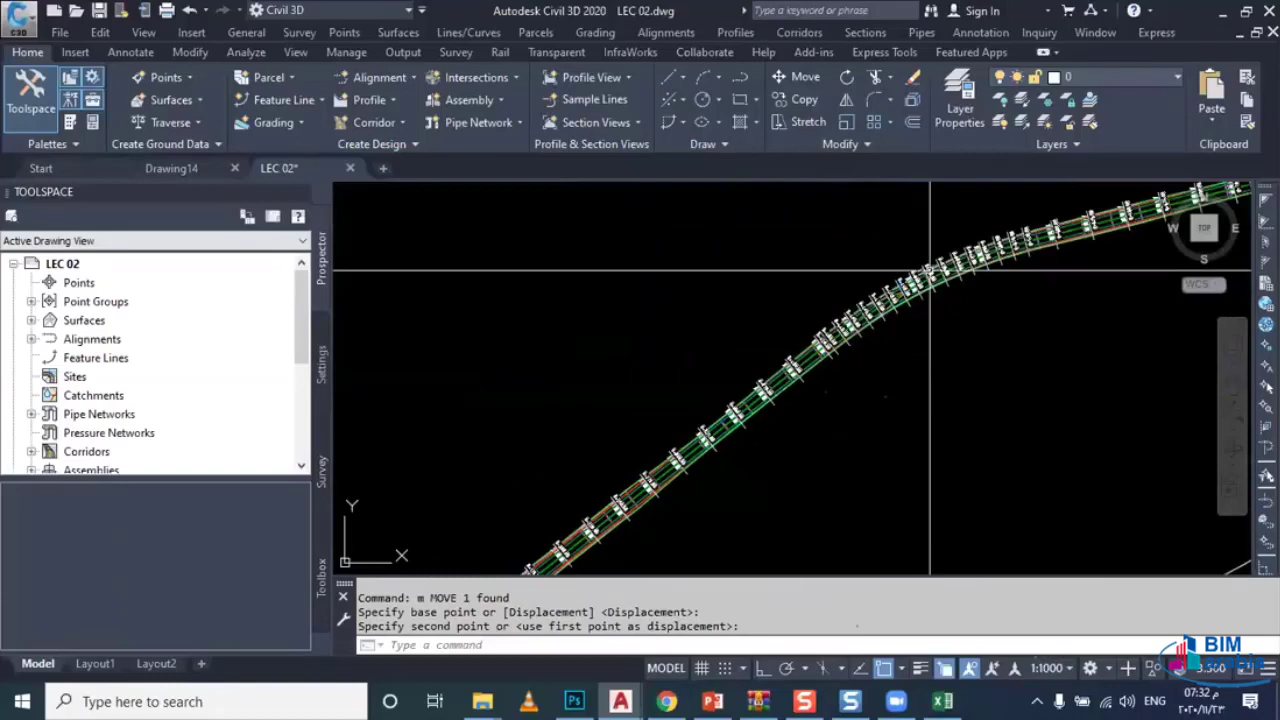 C3D
Civil 3D
Autodesk Civil 3D 2020 LEC 02.dwg
Type a keyword or phrase
Sign In
File Edit View Insert General Survey Points Surfaces Lines/Curves Parcels Grading Alignments Profiles Corridors Sections Pipes Annotation Inquiry Window Express
Home Insert Annotate Modify Analyze View Manage Output Survey Rail Transparent InfraWorks Collaborate Help Add-ins Express Tools Featured Apps
Points Parcel Alignment Intersections Profile View Move 0
Surfaces Feature Line Profile Assembly Sample Lines Copy
Traverse Grading Corridor Pipe Network Section Views Stretch
Toolspace
Layer Properties
Paste
Palettes Create Ground Data Create Design Profile & Section Views Draw Modify Layers Clipboard
Start Drawing14 LEC 02*
TOOLSPACE
Active Drawing View
LEC 02
Points
Point Groups
Surfaces
Alignments
Feature Lines
Sites
Catchments
Pipe Networks
Pressure Networks
Corridors
Assemblies
Prospector
Settings
Survey
Toolbox
W TOP E
S
WCS
Y
X
Command: m MOVE 1 found
Specify base point or [Displacement] <Displacement>:
Specify second point or <use first point as displacement>:
Type a command
Model Layout1 Layout2
MODEL 1:1000
BIM
arabia
Type here to search
ENG
07:32 م
٢٠٢٠/١١/٢٣